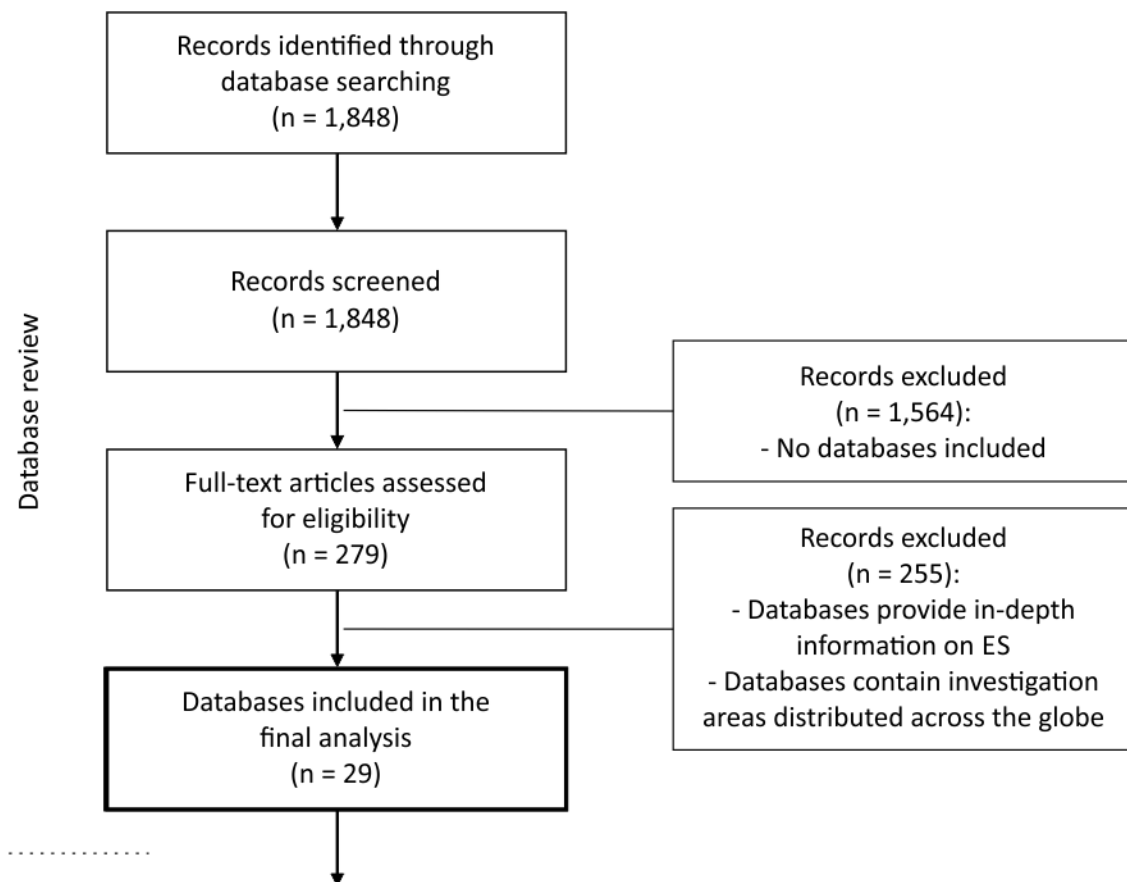 Records identified through
database searching
(n = 1,848)
Records screened
(n = 1,848)
Database review
Records excluded
(n = 1,564):
- No databases included
Full-text articles assessed
for eligibility
(n = 279)
Records excluded
(n = 255):
- Databases provide in-depth
information on ES
- Databases contain investigation
areas distributed across the globe
Databases included in the
final analysis
(n = 29)